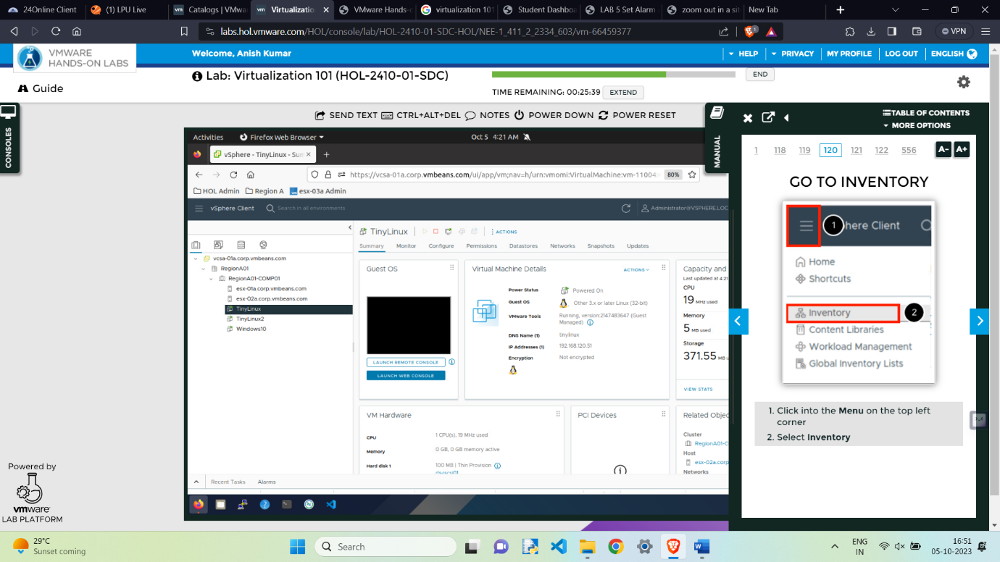 24Online Client
(1) LPU Live
Catalogs | VMwa
Virtualizatio
VMware Hands-o
virtualization 101
Student Dashboa
LAB 5 Set Alarm
zoom out in a sit
New Tab
labs.hol.vmware.com/HOL/console/lab/HOL-2410-01-SDC-HOL/NEE-1_411_2_2334_603/vm-66459377
VPN
VMWARE
HANDS-ON LABS
Welcome, Anish Kumar
HELP
PRIVACY
MY PROFILE
LOG OUT
ENGLISH
Lab: Virtualization 101 (HOL-2410-01-SDC)
END
Guide
TIME REMAINING: 00:25:39
EXTEND
SEND TEXT
CTRL+ALT+DEL
NOTES
POWER DOWN
POWER RESET
CONSOLES
MANUAL
Activities
Firefox Web Browser
Oct 5 4:21 AM
vSphere - TinyLinux - Sum
https://vcsa-01a.corp.vmbeans.com/ui/app/vm;nav=h/urn:vmomi:VirtualMachine:vm-11004:
80%
HOL Admin
Region A
esx-03a Admin
vSphere Client
Search in all environments
Administrator@VSPHERE.LOC
vcsa-01a.corp.vmbeans.com
RegionA01
RegionA01-COMP01
esx-01a.corp.vmbeans.com
esx-02a.corp.vmbeans.com
TinyLinux
TinyLinux2
Windows10
TinyLinux
ACTIONS
Summary
Monitor
Configure
Permissions
Datastores
Networks
Snapshots
Updates
Guest OS
LAUNCH REMOTE CONSOLE
LAUNCH WEB CONSOLE
Virtual Machine Details
ACTIONS
Power Status
Powered On
Guest OS
Other 3.x or later Linux (32-bit)
VMware Tools
Running, version:2147483647 (Guest
Managed)
DNS Name (1)
tinylinux
IP Addresses (1)
192.168.120.51
Encryption
Not encrypted
Capacity and
Last updated at 4:21
CPU
19 MHz used
Memory
5 MB used
Storage
371.55 MB u
VIEW STATS
VM Hardware
CPU
1 CPU(s), 19 MHz used
Memory
0 GB, 0 GB memory active
Hard disk 1
100 MB | Thin Provision
ds-iscsi01
PCI Devices
Related Objec
Cluster
RegionA01-C
Host
esx-02a.corp
Networks
Recent Tasks
Alarms
TABLE OF CONTENTS
MORE OPTIONS
1 118 119 120 121 122 556
A- A+
GO TO INVENTORY
1
here Client
Home
Shortcuts
Inventory
2
Content Libraries
Workload Management
Global Inventory Lists
1. Click into the Menu on the top left
corner
2. Select Inventory
Powered by
vmware
LAB PLATFORM
29°C
Sunset coming
Search
ENG
IN
16:51
05-10-2023